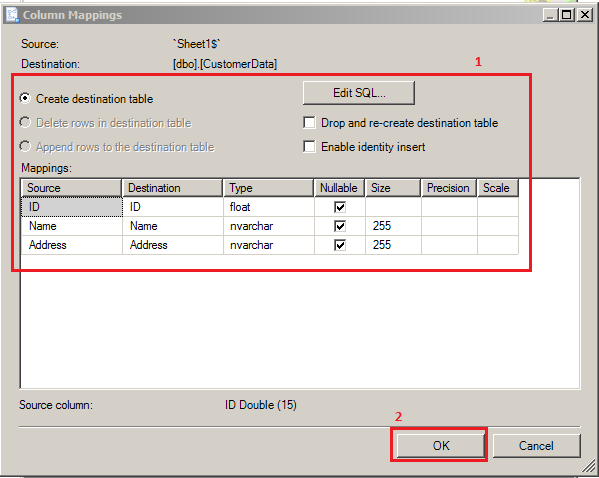 Column Mappings
Source: `Sheet1$`
Destination: [dbo].[CustomerData]
1
Create destination table Edit SQL...
Delete rows in destination table Drop and re-create destination table
Append rows to the destination table Enable identity insert
Mappings:
Source Destination Type Nullable Size Precision Scale
ID ID float
Name Name nvarchar 255
Address Address nvarchar 255
Source column: ID Double (15)
2
OK Cancel